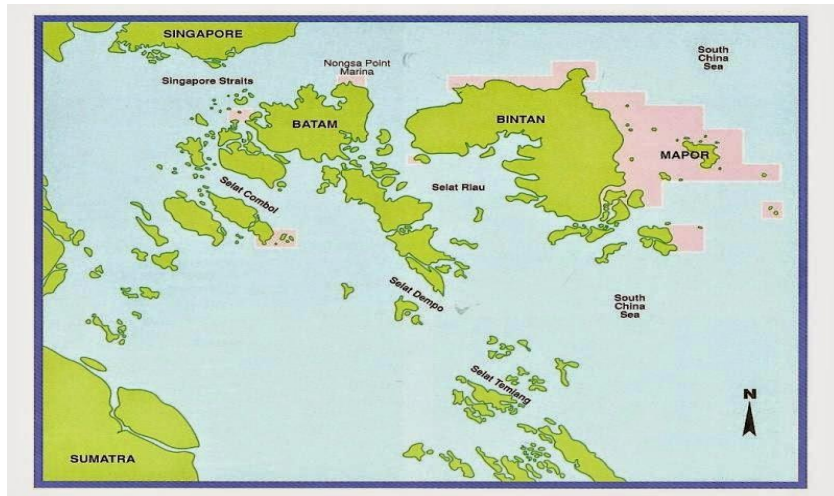 SINGAPORE
South
China
Sea
Nongsa Point
Marina
Singapore Straits
BATAM
BINTAN
MAPOR
Selat Riau
Selat Combol
Selat Dempo
South
China
Sea
Selat Temiang
N
SUMATRA